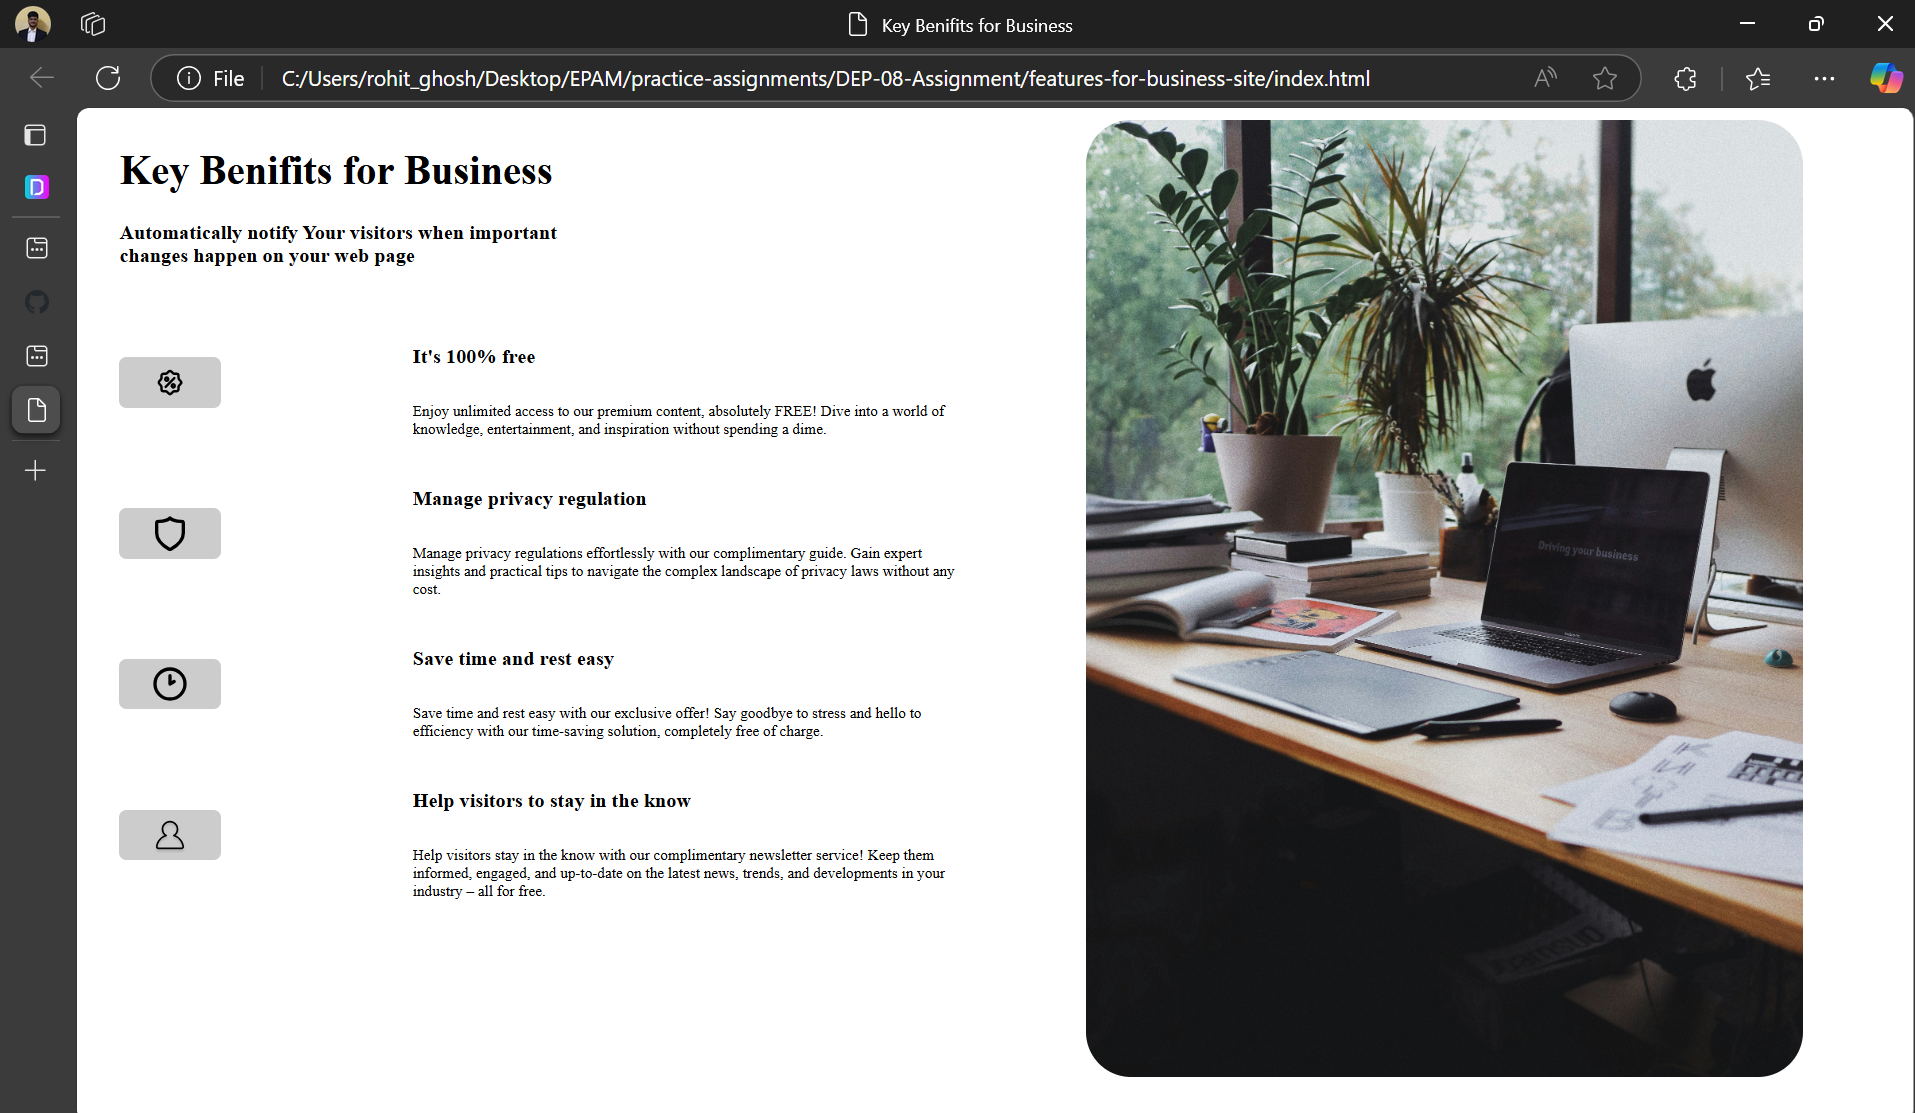 Key Benifits for Business
File
C:/Users/rohit_ghosh/Desktop/EPAM/practice-assignments/DEP-08-Assignment/features-for-business-site/index.html
Key Benifits for Business
Automatically notify Your visitors when important
changes happen on your web page
It's 100% free
Enjoy unlimited access to our premium content, absolutely FREE! Dive into a world of
knowledge, entertainment, and inspiration without spending a dime.
Manage privacy regulation
Manage privacy regulations effortlessly with our complimentary guide. Gain expert
insights and practical tips to navigate the complex landscape of privacy laws without any
cost.
Save time and rest easy
Save time and rest easy with our exclusive offer! Say goodbye to stress and hello to
efficiency with our time-saving solution, completely free of charge.
Help visitors to stay in the know
Help visitors stay in the know with our complimentary newsletter service! Keep them
informed, engaged, and up-to-date on the latest news, trends, and developments in your
industry – all for free.
Driving your business